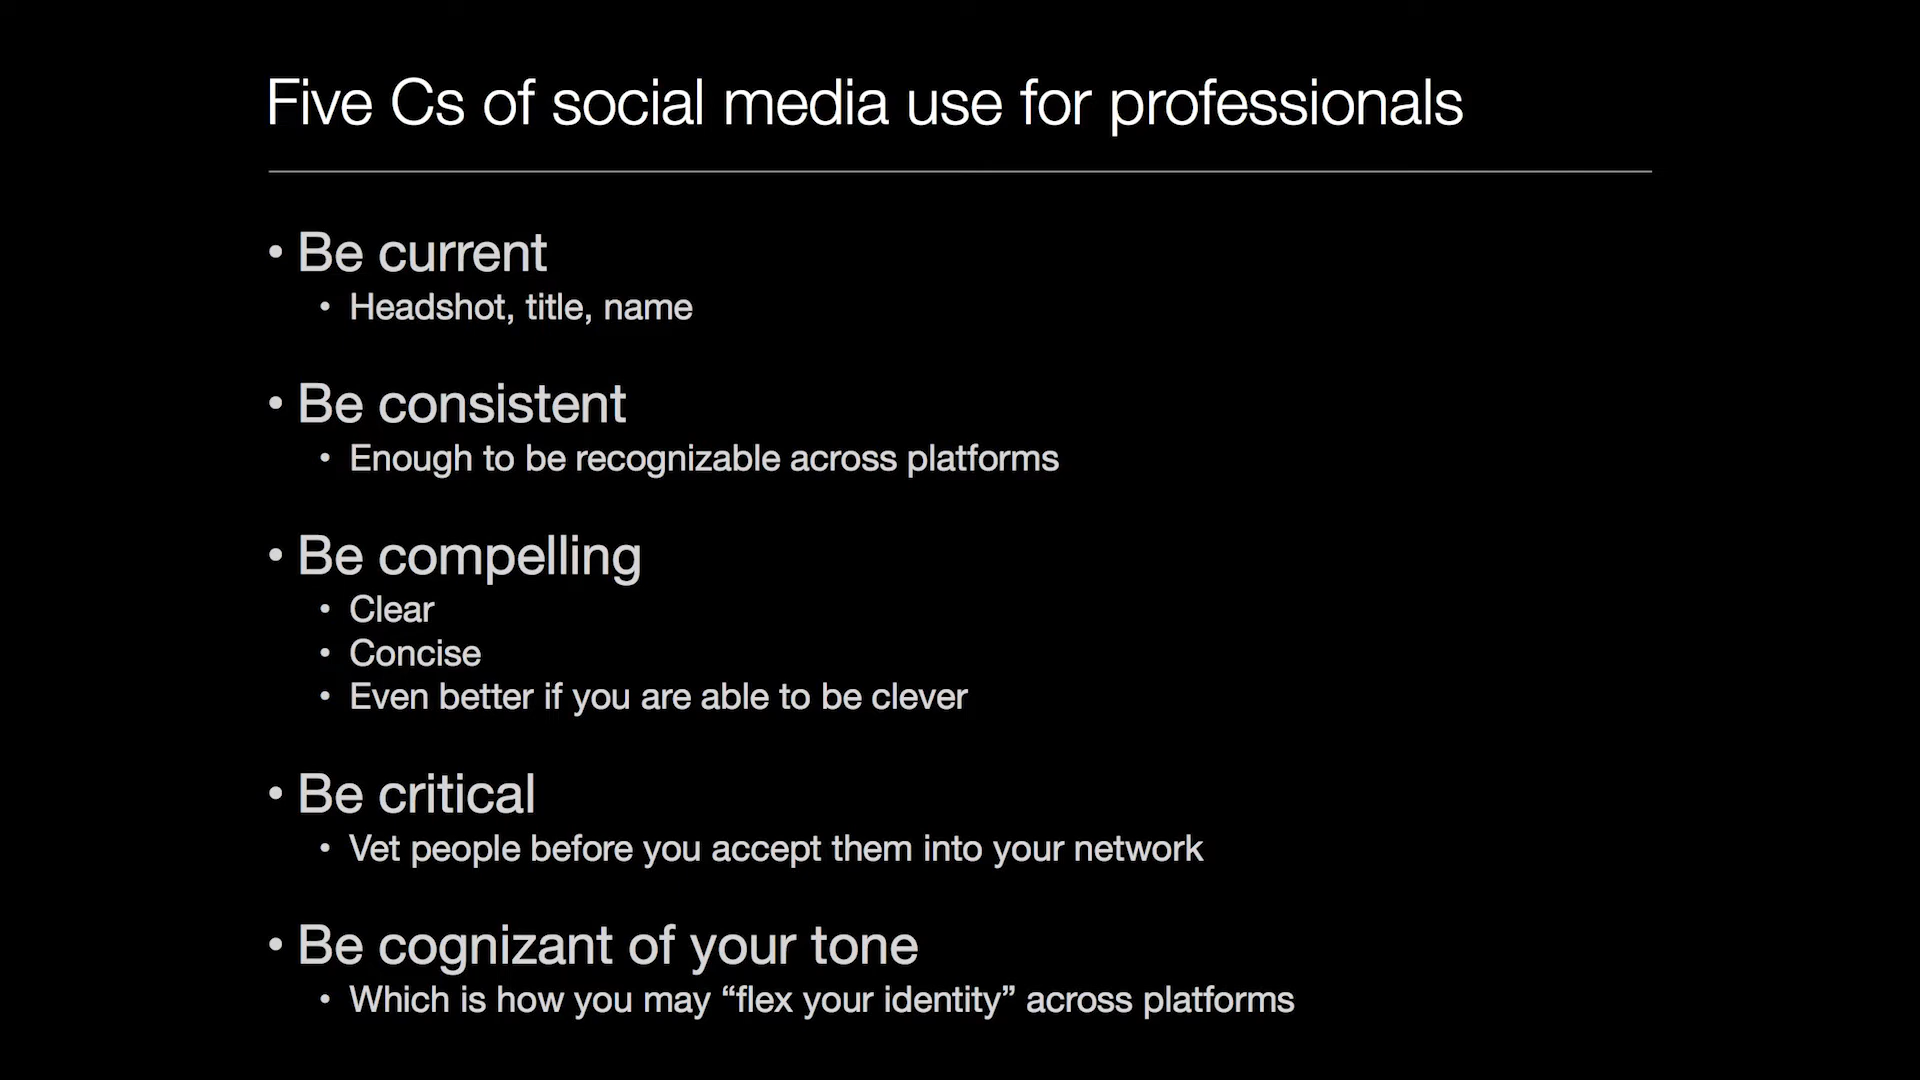 Five Cs of social media use for professionals
• Be current
• Headshot, title, name
• Be consistent
• Enough to be recognizable across platforms
• Be compelling
• Clear
• Concise
• Even better if you are able to be clever
• Be critical
• Vet people before you accept them into your network
• Be cognizant of your tone
• Which is how you may “flex your identity” across platforms